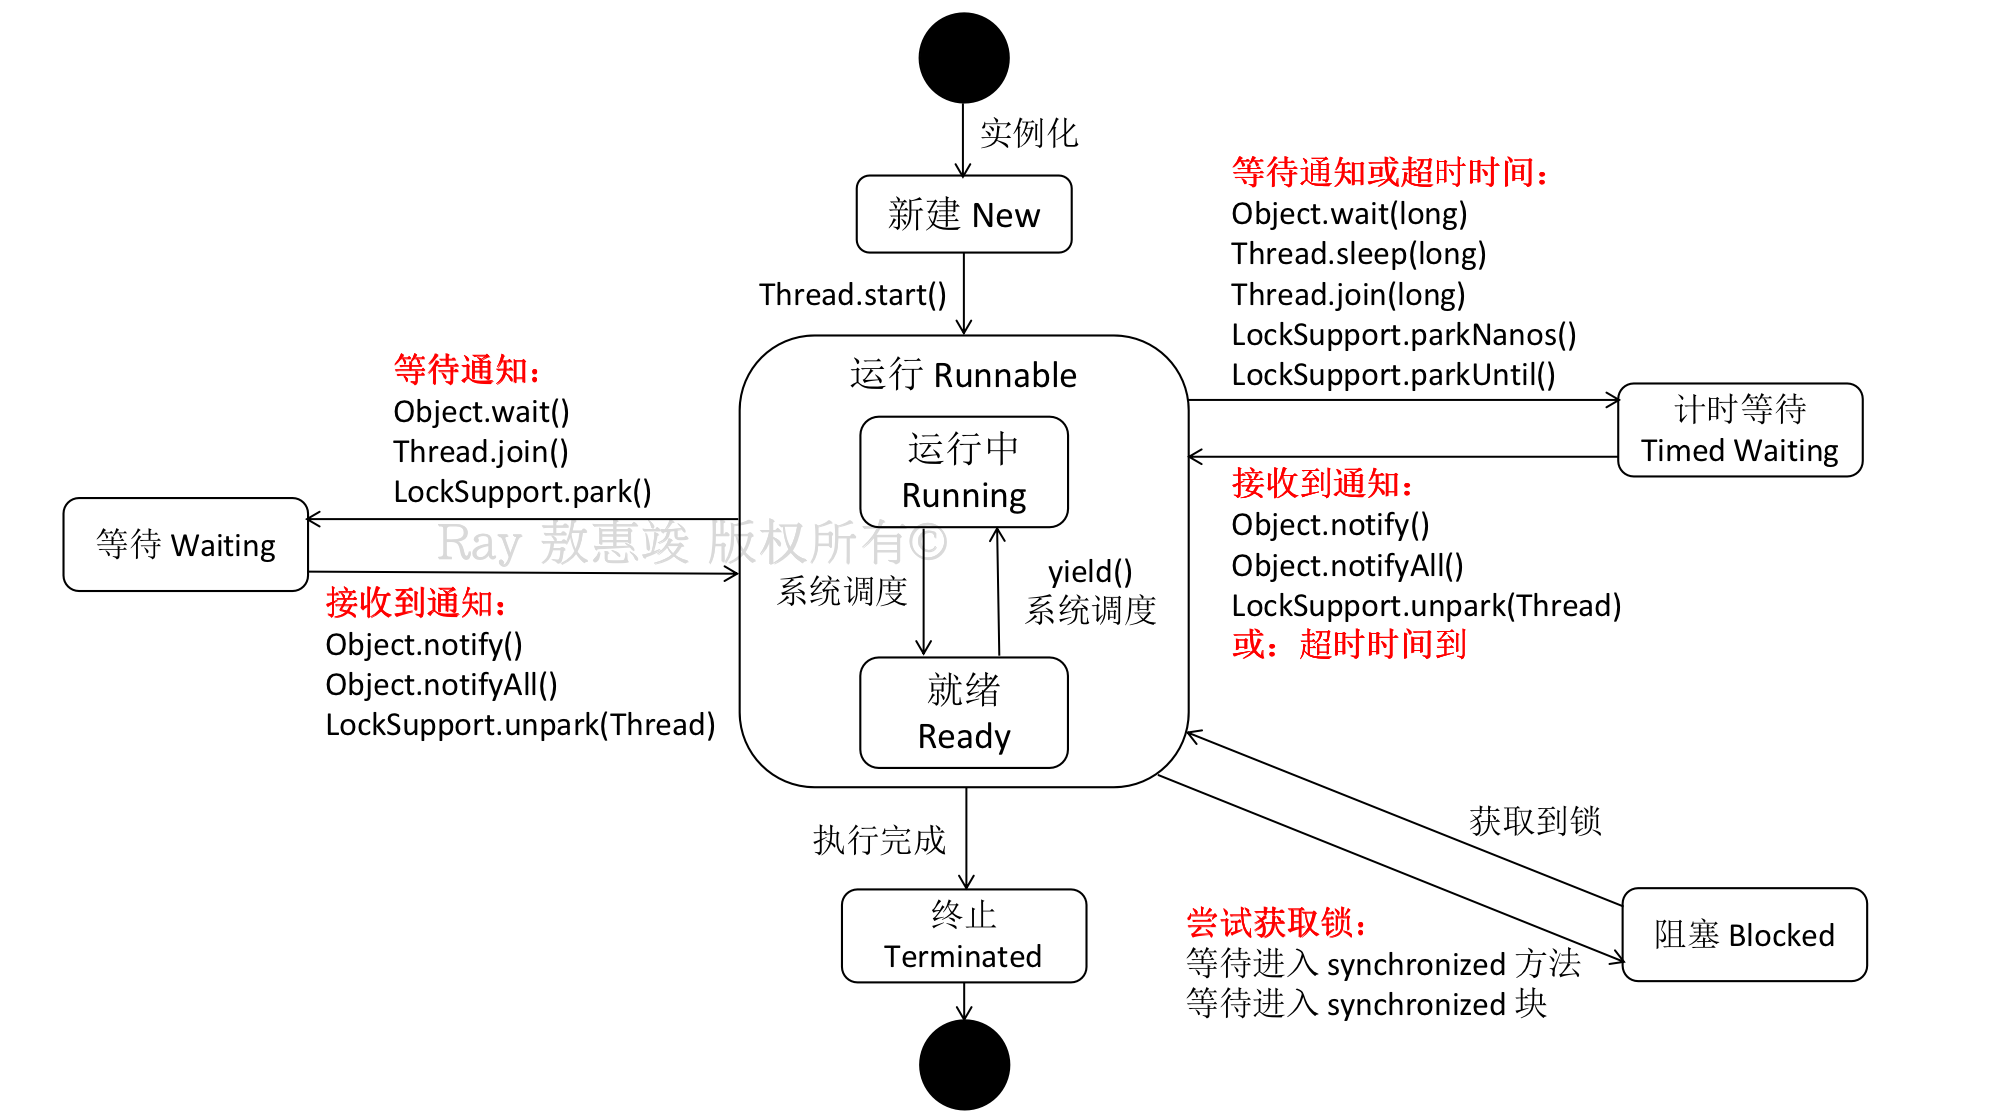 实例化
新建 New
Thread.start()
等待通知或超时时间：
Object.wait(long)
Thread.sleep(long)
Thread.join(long)
LockSupport.parkNanos()
LockSupport.parkUntil()
等待通知：
Object.wait()
Thread.join()
LockSupport.park()
运行 Runnable
运行中
Running
计时等待
Timed Waiting
等待 Waiting
Ray 敖惠竣 版权所有©
系统调度
yield()
系统调度
接收到通知：
Object.notify()
Object.notifyAll()
LockSupport.unpark(Thread)
或：超时时间到
接收到通知：
Object.notify()
Object.notifyAll()
LockSupport.unpark(Thread)
就绪
Ready
执行完成
获取到锁
终止
Terminated
尝试获取锁：
等待进入 synchronized 方法
等待进入 synchronized 块
阻塞 Blocked